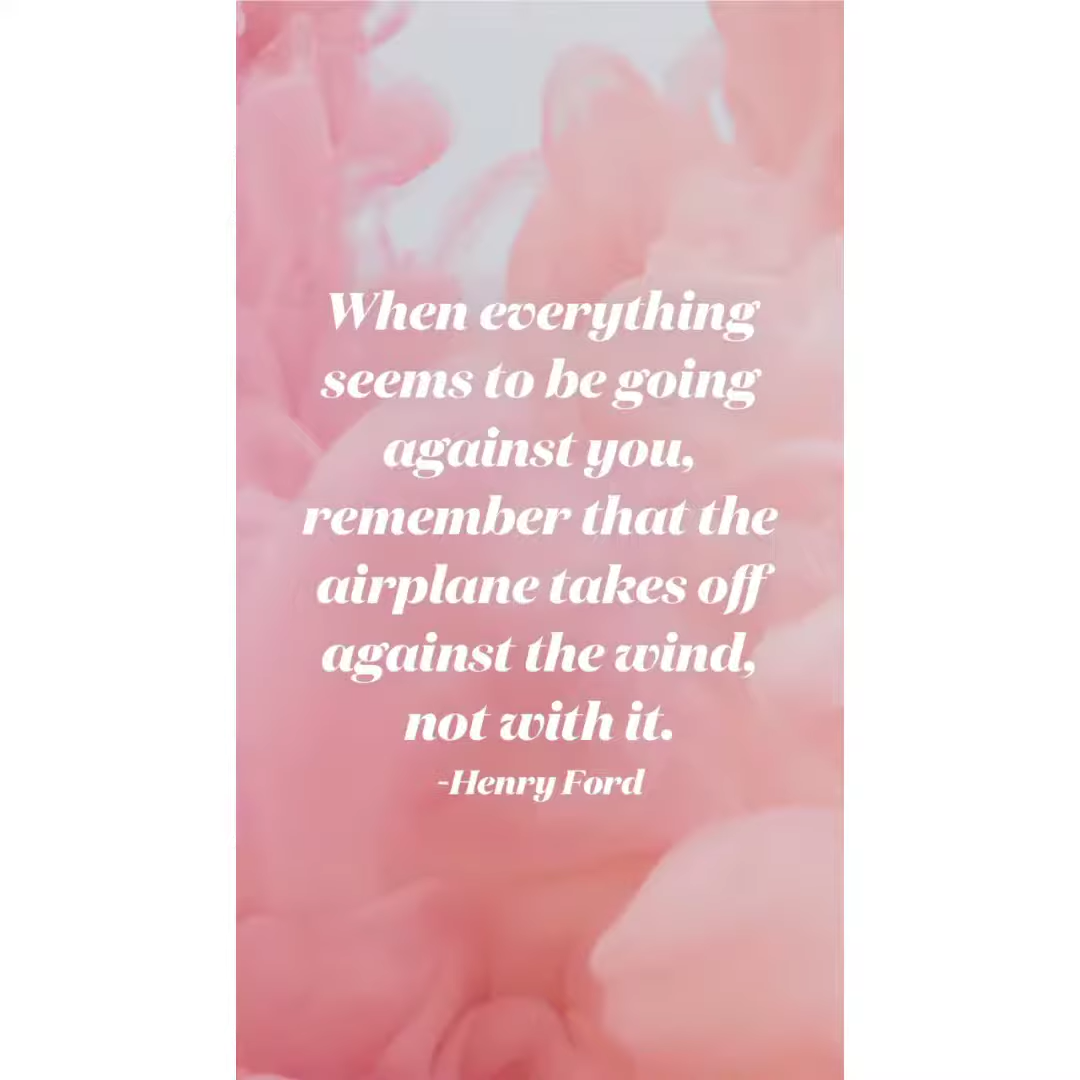 When everything
seems to be going
against you,
remember that the
airplane takes off
against the wind,
not with it.
-Henry Ford